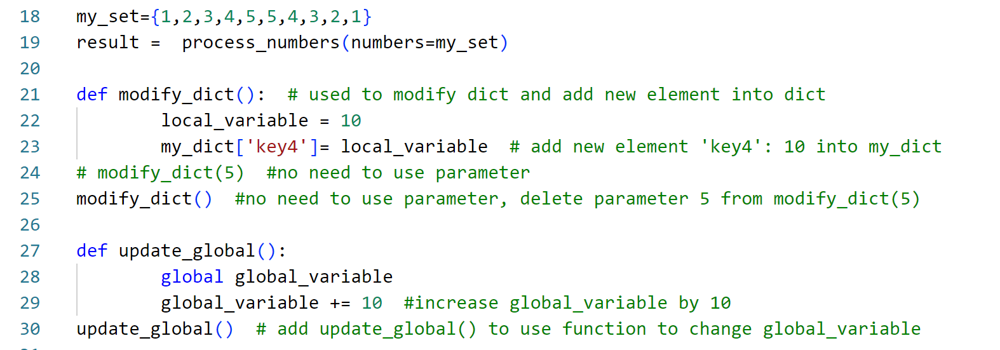 18 my_set={1,2,3,4,5,5,4,3,2,1}
19 result =  process_numbers(numbers=my_set)
20
21 def modify_dict():  # used to modify dict and add new element into dict
22         local_variable = 10
23         my_dict['key4']= local_variable  # add new element 'key4': 10 into my_dict
24 # modify_dict(5)  #no need to use parameter
25 modify_dict()  #no need to use parameter, delete parameter 5 from modify_dict(5)
26
27 def update_global():
28         global global_variable
29         global_variable += 10  #increase global_variable by 10
30 update_global()  # add update_global() to use function to change global_variable